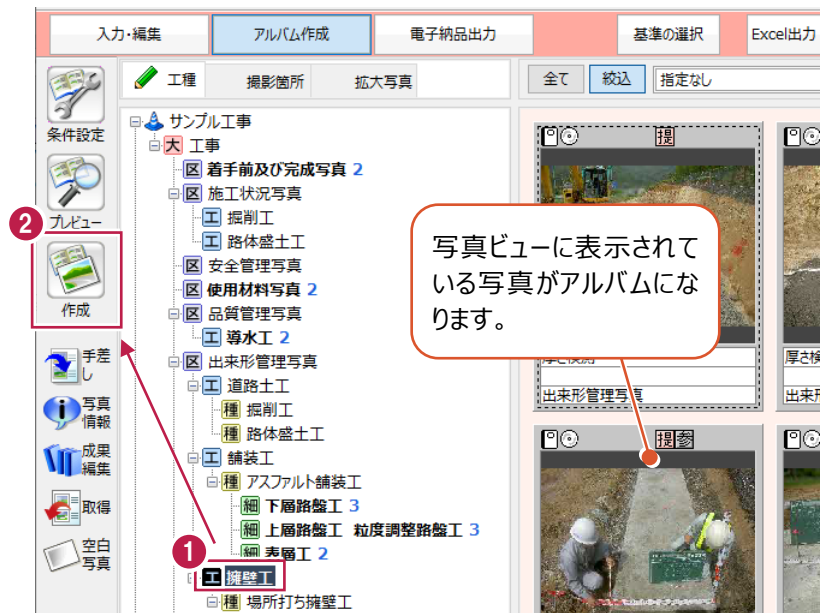 入力・編集
アルバム作成
電子納品出力
基準の選択
Excel出力
工種
撮影箇所
拡大写真
全て
絞込
指定なし
条件設定
プレビュー
2
作成
手差し
写真情報
成果編集
取得
空白写真
サンプル工事
大 工事
区 着手前及び完成写真 2
区 施工状況写真
工 掘削工
工 路体盛土工
区 安全管理写真
区 使用材料写真 2
区 品質管理写真
工 導水工 2
区 出来形管理写真
工 道路土工
種 掘削工
種 路体盛土工
工 舗装工
種 アスファルト舗装工
細 下層路盤工 3
細 上層路盤工 粒度調整路盤工 3
細 表層工 2
1
工 擁壁工
種 場所打ち擁壁工
提
写真ビューに表示されて
いる写真がアルバムにな
ります。
出来形管理写真
提 参